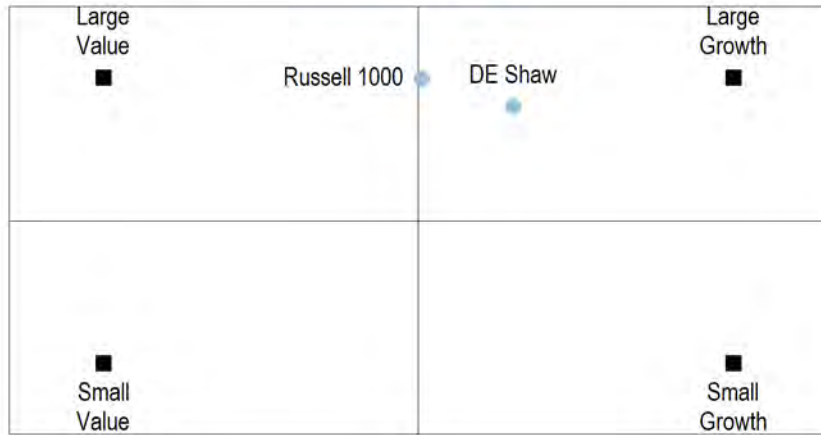 Large
Value
Large
Growth
Russell 1000
DE Shaw
Small
Value
Small
Growth